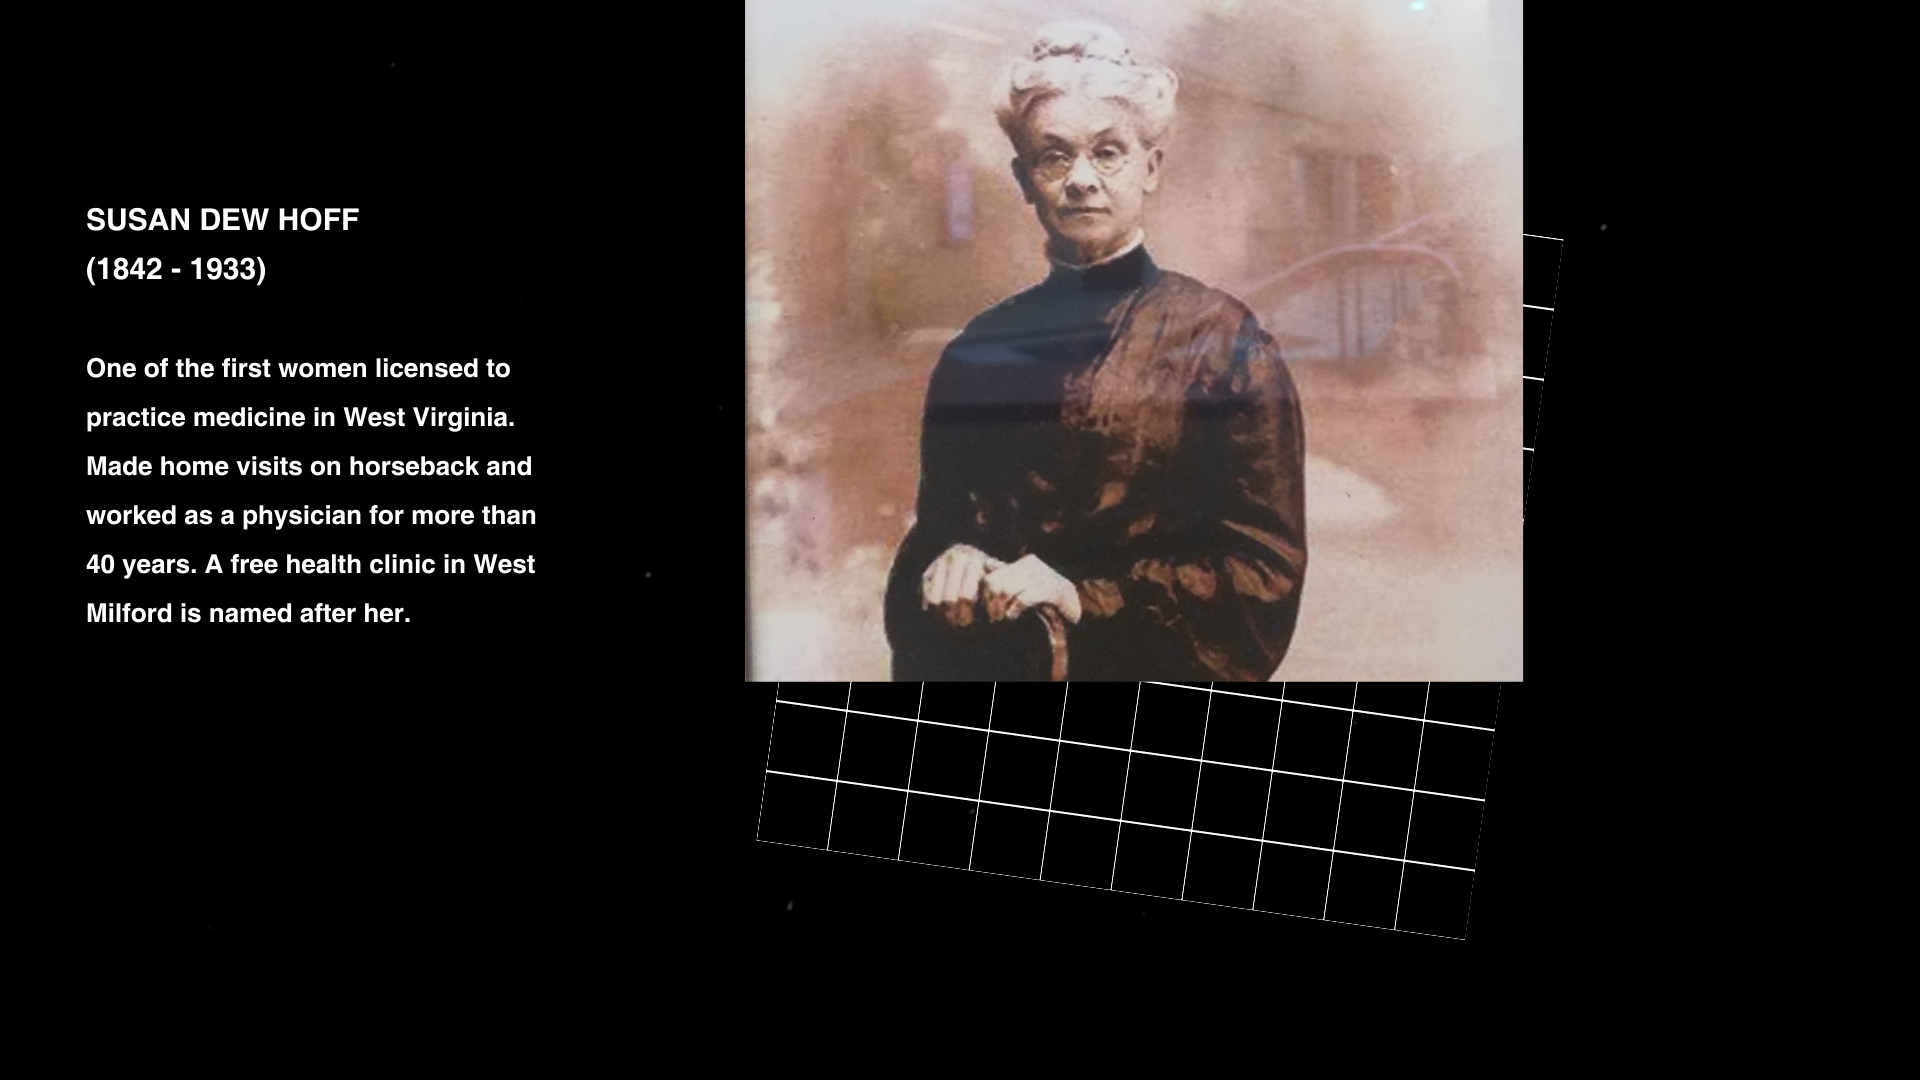 SUSAN DEW HOFF
(1842 - 1933)
One of the first women licensed to
practice medicine in West Virginia.
Made home visits on horseback and
worked as a physician for more than
40 years. A free health clinic in West
Milford is named after her.